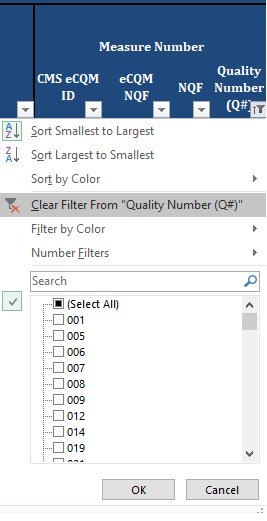 Measure Number
CMS eCQM ID
eCQM NQF
NQF
Quality Number (Q#)
Sort Smallest to Largest
Sort Largest to Smallest
Sort by Color
Clear Filter From "Quality Number (Q#)"
Filter by Color
Number Filters
Search
(Select All)
001
005
006
007
008
009
012
014
019
OK
Cancel